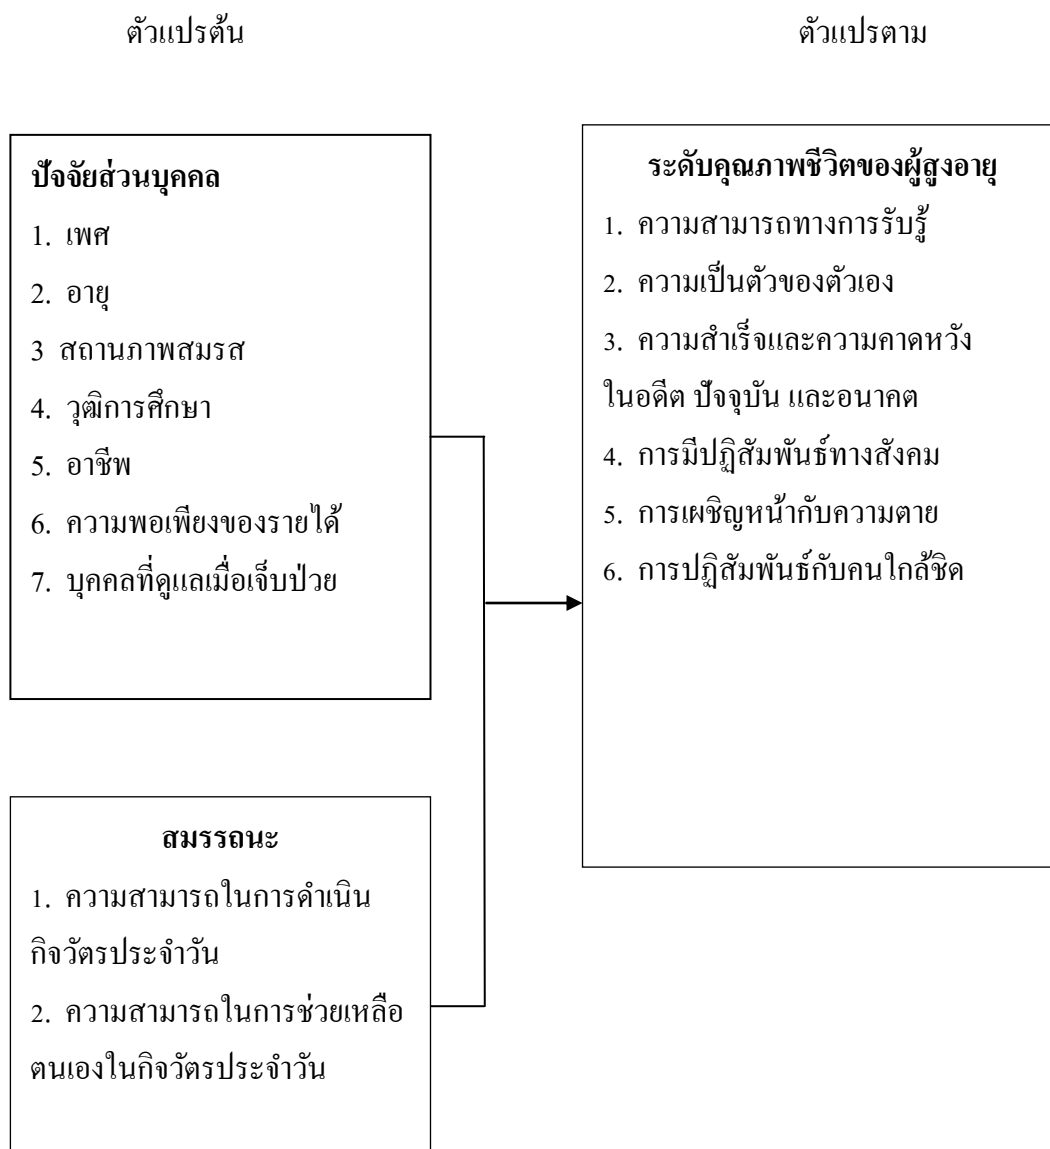 ตัวแปรต้น
ตัวแปรตาม
ปัจจัยส่วนบุคคล
1. เพศ
2. อายุ
3 สถานภาพสมรส
4. วุฒิการศึกษา
5. อาชีพ
6. ความพอเพียงของรายได้
7. บุคคลที่ดูแลเมื่อเจ็บป่วย
สมรรถนะ
1. ความสามารถในการดำเนิน
กิจวัตรประจำวัน
2. ความสามารถในการช่วยเหลือ
ตนเองในกิจวัตรประจำวัน
ระดับคุณภาพชีวิตของผู้สูงอายุ
1. ความสามารถทางการรับรู้
2. ความเป็นตัวของตัวเอง
3. ความสำเร็จและความคาดหวัง
ในอดีต ปัจจุบัน และอนาคต
4. การมีปฏิสัมพันธ์ทางสังคม
5. การเผชิญหน้ากับความตาย
6. การปฏิสัมพันธ์กับคนใกล้ชิด